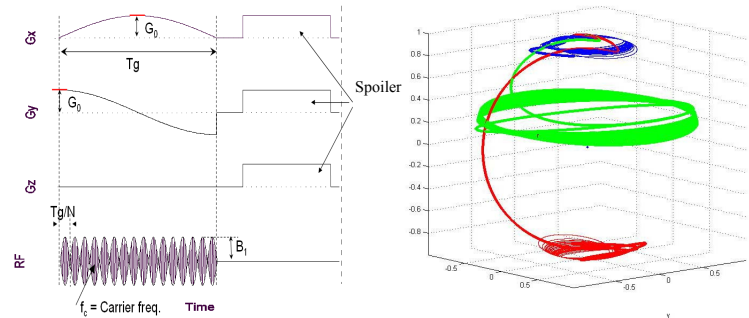 Gx
G₀
Tg
Spoiler
Gy
G₀
Gz
Tg/N
RF
B₁
f_c = Carrier freq.
Time
1
0.8
0.6
0.4
0.2
0
-0.2
-0.4
-0.6
-0.8
-0.5
0
0.5
-0.5
0
0.5